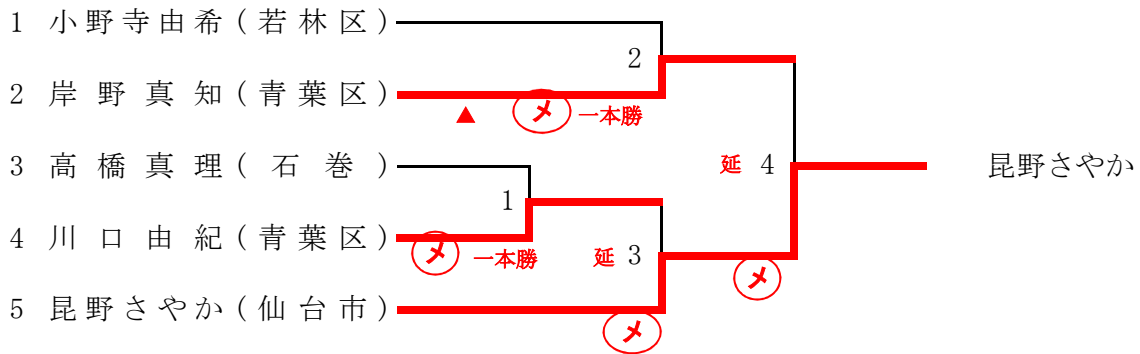 1 小野寺由希(若林区)
2
2 岸野真知(青葉区)
▲ メ 一本勝
3 高橋真理(石巻)
延 4
昆野さやか
1
4 川口由紀(青葉区)
メ 一本勝
延 3
メ
5 昆野さやか(仙台市)
メ